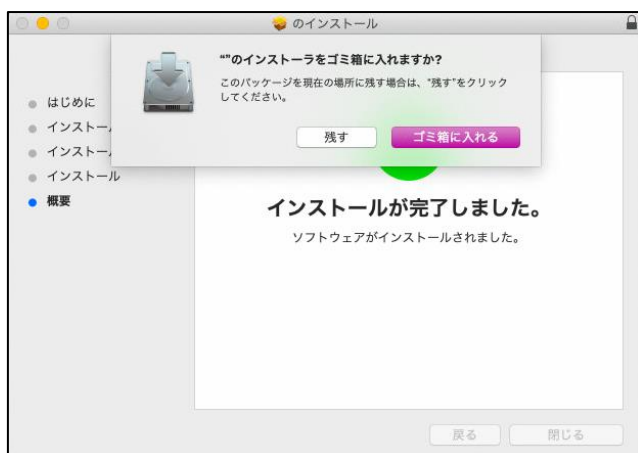 のインストール
“”のインストーラをゴミ箱に入れますか?
このパッケージを現在の場所に残す場合は、“残す”をクリック
してください。
残す
ゴミ箱に入れる
はじめに
インストー
インストー
インストール
概要
インストールが完了しました。
ソフトウェアがインストールされました。
戻る
閉じる